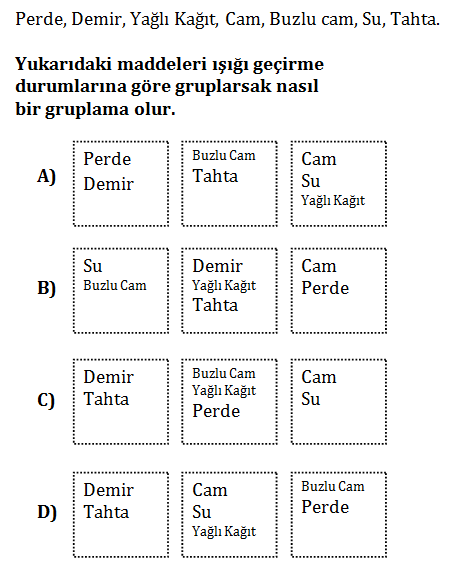 Perde, Demir, Yağlı Kağıt, Cam, Buzlu cam, Su, Tahta.
Yukarıdaki maddeleri ışığı geçirme
durumlarına göre gruplarsak nasıl
bir gruplama olur.
A)
Perde
Demir
Buzlu Cam
Tahta
Cam
Su
Yağlı Kağıt
B)
Su
Buzlu Cam
Demir
Yağlı Kağıt
Tahta
Cam
Perde
C)
Demir
Tahta
Buzlu Cam
Yağlı Kağıt
Perde
Cam
Su
D)
Demir
Tahta
Cam
Su
Yağlı Kağıt
Buzlu Cam
Perde